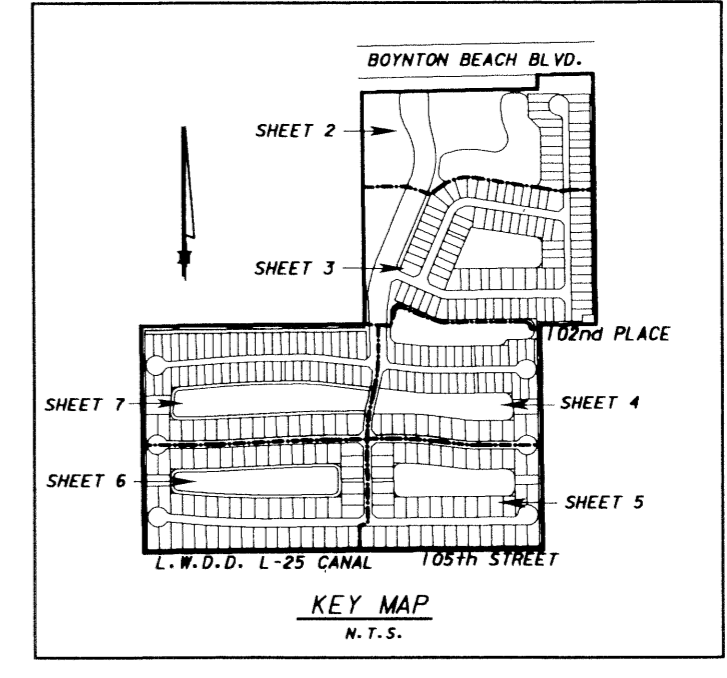 BOYNTON BEACH BLVD.
SHEET 2
SHEET 3
102nd PLACE
SHEET 7
SHEET 4
SHEET 6
SHEET 5
L.W.D.D. L-25 CANAL
105th STREET
KEY MAP
N.T.S.